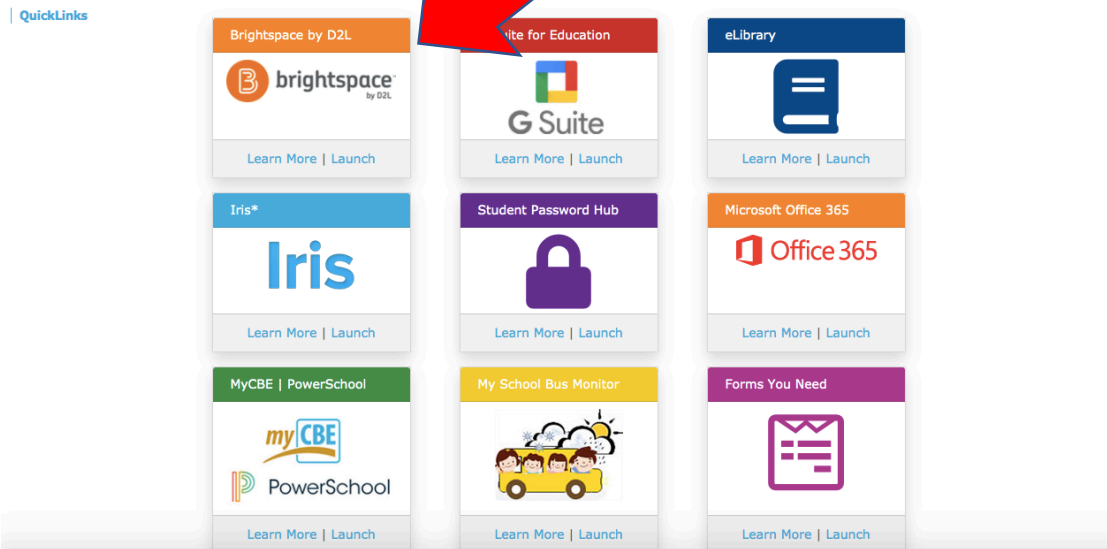 QuickLinks
Brightspace by D2L
ite for Education
eLibrary
B brightspace
by D2L
G Suite
Learn More | Launch
Learn More | Launch
Learn More | Launch
Iris*
Student Password Hub
Microsoft Office 365
Iris
Office 365
Learn More | Launch
Learn More | Launch
Learn More | Launch
MyCBE | PowerSchool
My School Bus Monitor
Forms You Need
my CBE
PowerSchool
Learn More | Launch
Learn More | Launch
Learn More | Launch